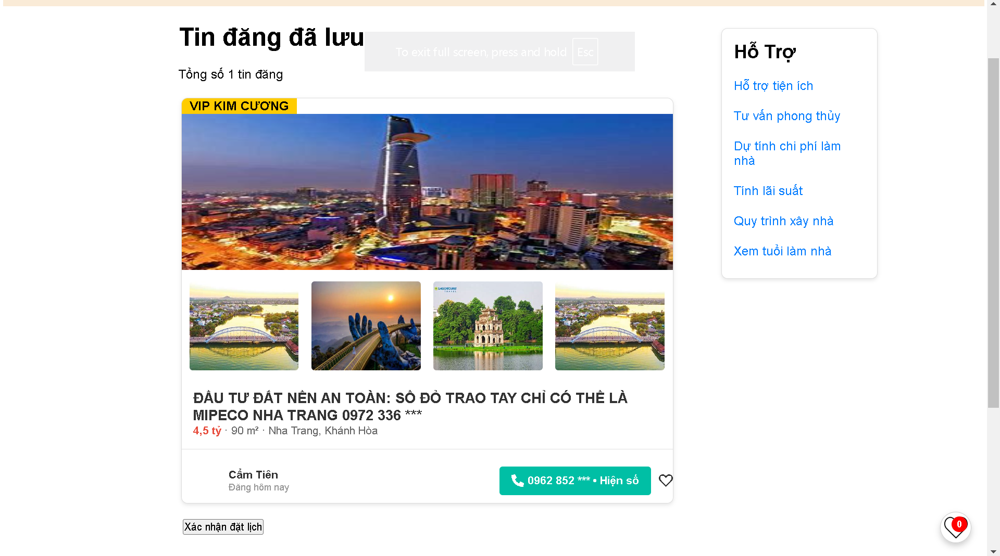 Tin đăng đã lưu
To exit full screen, press and hold Esc
Tổng số 1 tin đăng
VIP KIM CƯƠNG
SAIGONTOURIST
TRAVEL
ĐẦU TƯ ĐẤT NỀN AN TOÀN: SỔ ĐỎ TRAO TAY CHỈ CÓ THỂ LÀ
MIPECO NHA TRANG 0972 336 ***
4,5 tỷ · 90 m² · Nha Trang, Khánh Hòa
Cẩm Tiên
Đăng hôm nay
0962 852 *** • Hiện số
Xác nhận đặt lịch
Hỗ Trợ
Hỗ trợ tiện ích
Tư vấn phong thủy
Dự tính chi phí làm
nhà
Tính lãi suất
Quy trình xây nhà
Xem tuổi làm nhà
0